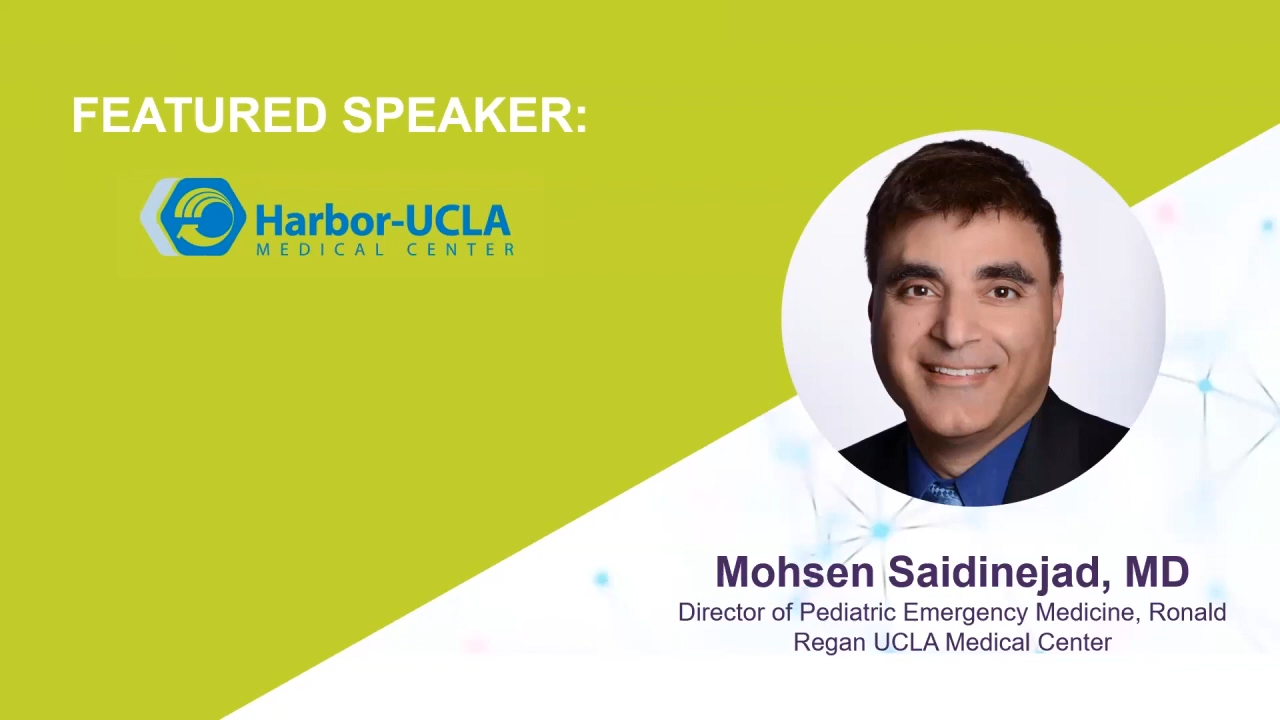 FEATURED SPEAKER:
Harbor-UCLA
MEDICAL CENTER
Mohsen Saidinejad, MD
Director of Pediatric Emergency Medicine, Ronald
Regan UCLA Medical Center